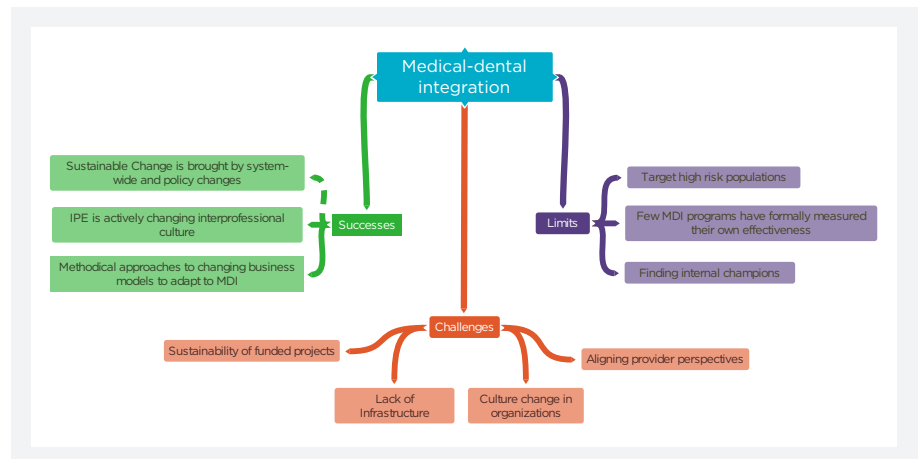 Medical-dental
integration
Sustainable Change is brought by system-
wide and policy changes
IPE is actively changing interprofessional
culture
Methodical approaches to changing business
models to adapt to MDI
Successes
Limits
Target high risk populations
Few MDI programs have formally measured
their own effectiveness
Finding internal champions
Challenges
Sustainability of funded projects
Lack of
Infrastructure
Culture change in
organizations
Aligning provider perspectives